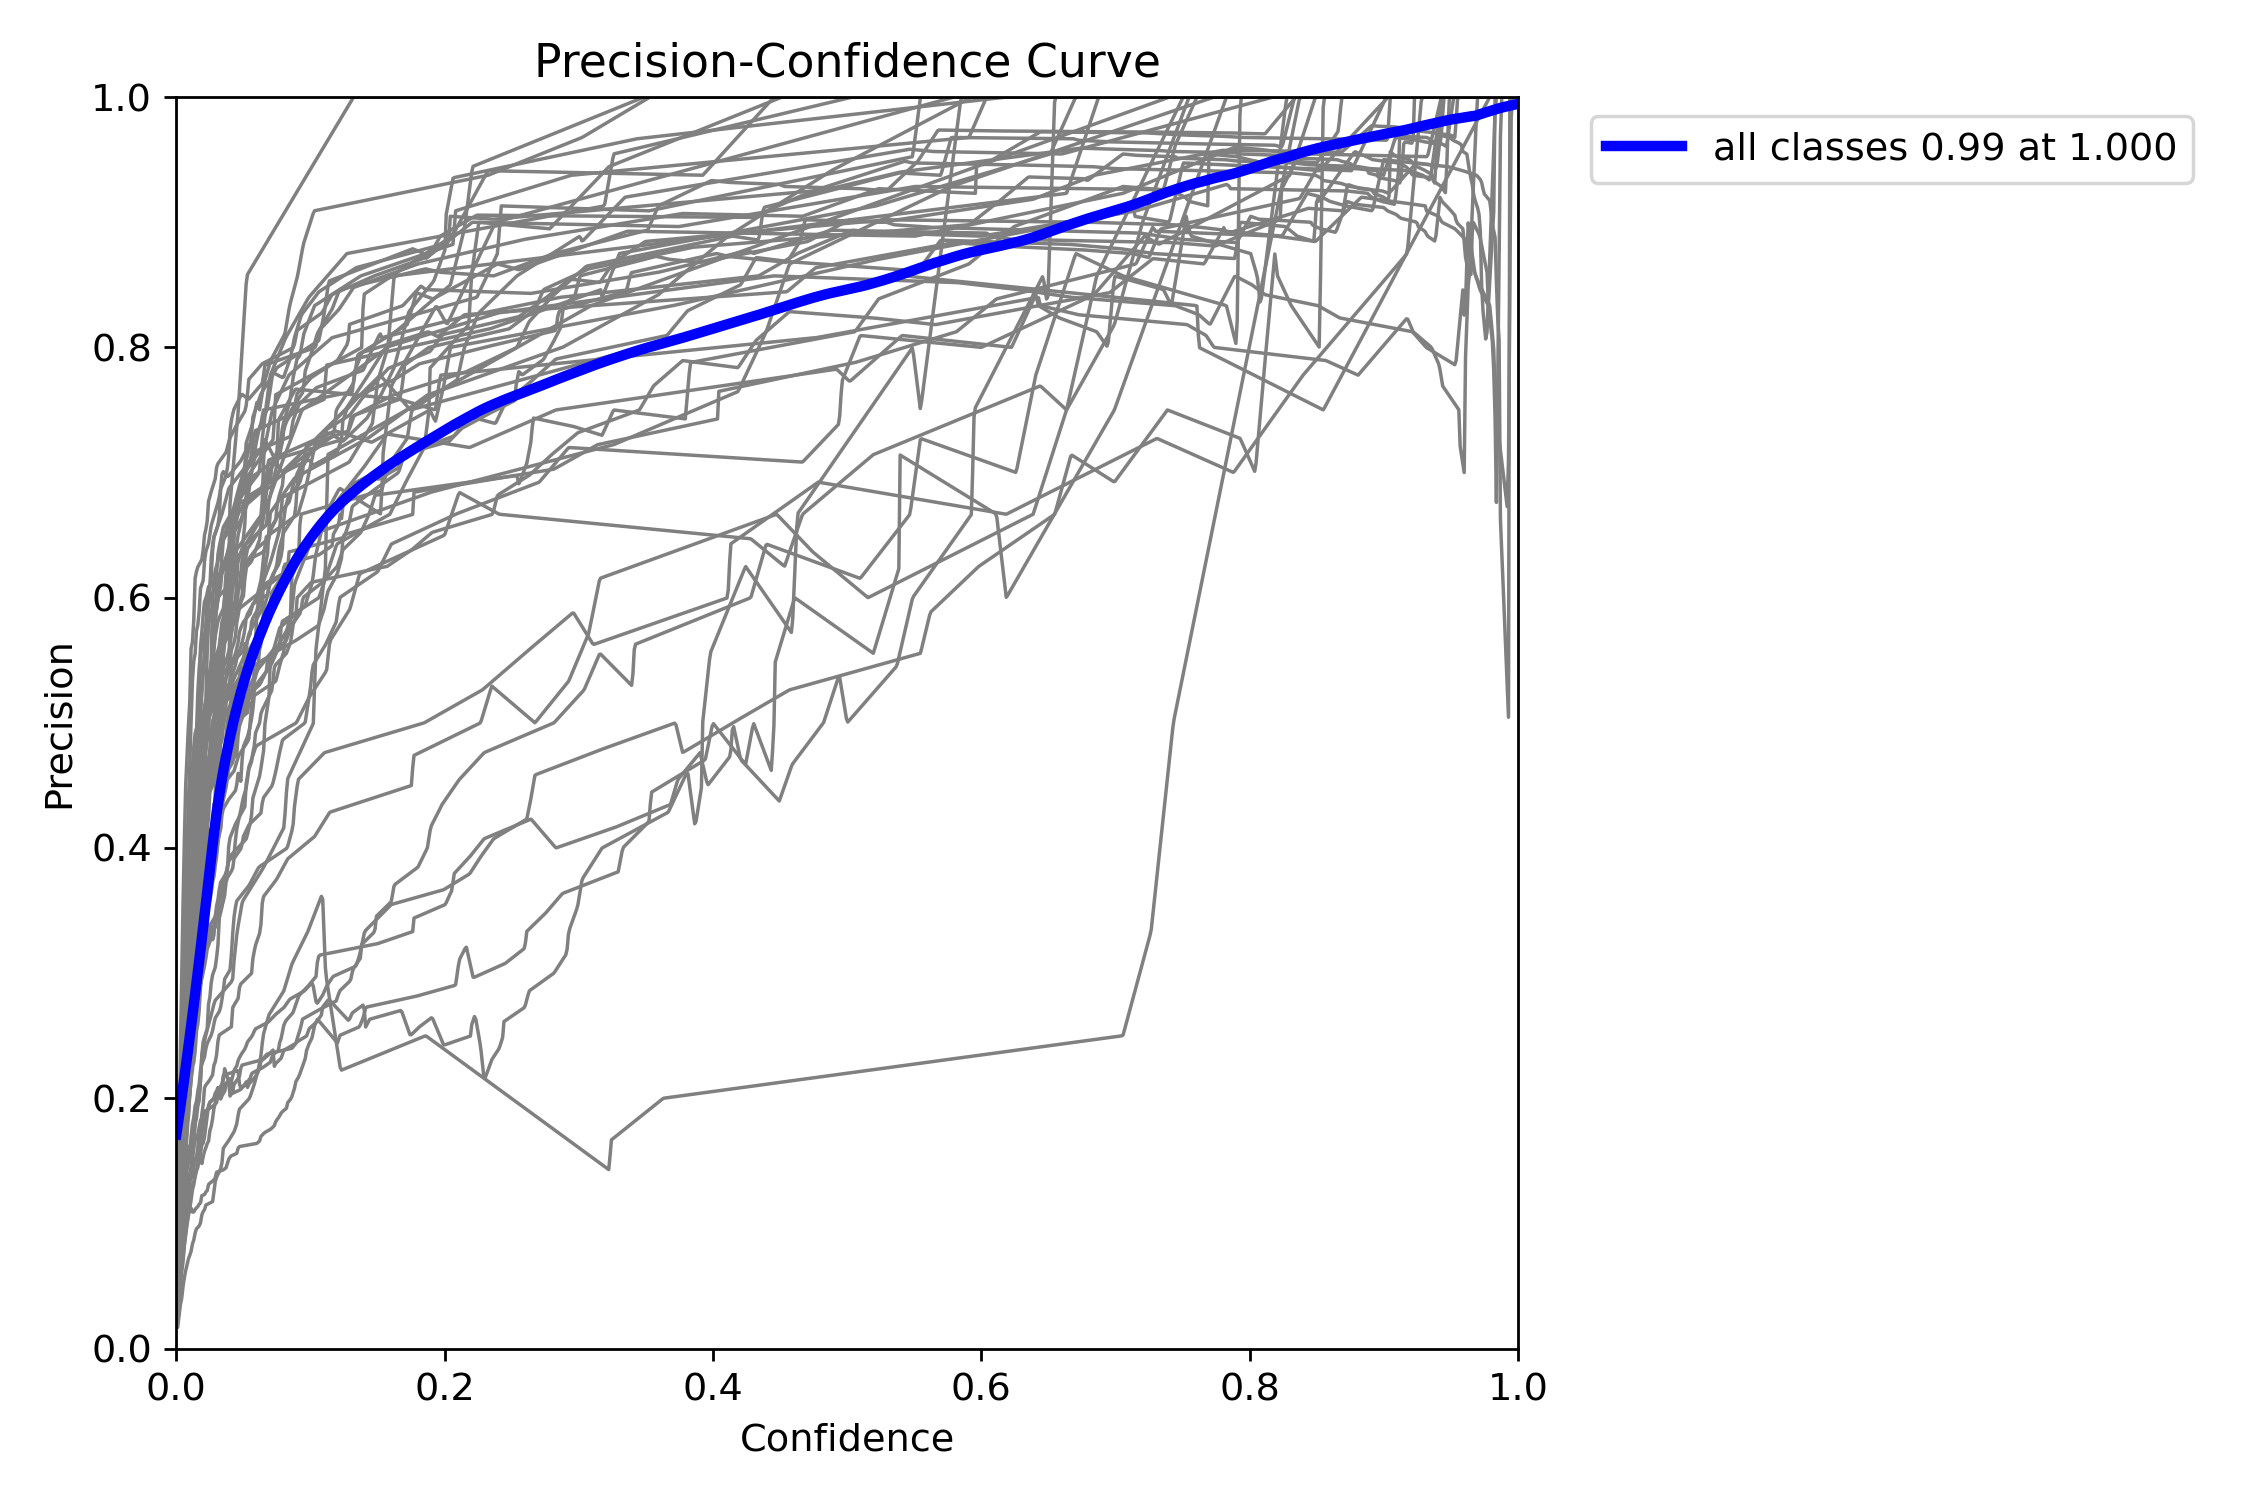 Precision-Confidence Curve
1.0
0.8
0.6
0.4
0.2
0.0
Precision
0.0 0.2 0.4 0.6 0.8 1.0
Confidence
all classes 0.99 at 1.000